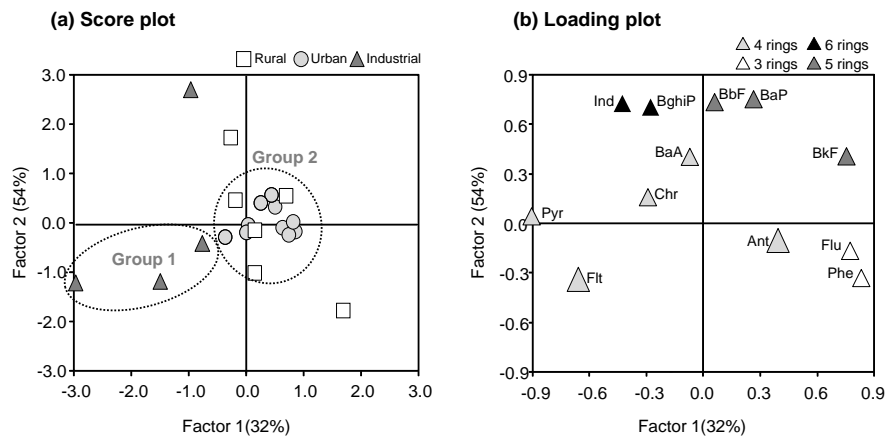 (a) Score plot
Rural Urban Industrial
3.0
2.0
1.0
0.0
-1.0
-2.0
-3.0
-3.0 -2.0 -1.0 0.0 1.0 2.0 3.0
Factor 2 (54%)
Factor 1(32%)
Group 1
Group 2
(b) Loading plot
4 rings 6 rings
3 rings 5 rings
0.9
0.6
0.3
0.0
-0.3
-0.6
-0.9
-0.9 -0.6 -0.3 0.0 0.3 0.6 0.9
Factor 2 (54%)
Factor 1(32%)
Ind BghiP BbF BaP
BaA BkF
Chr
Pyr
Ant Flu
Flt Phe